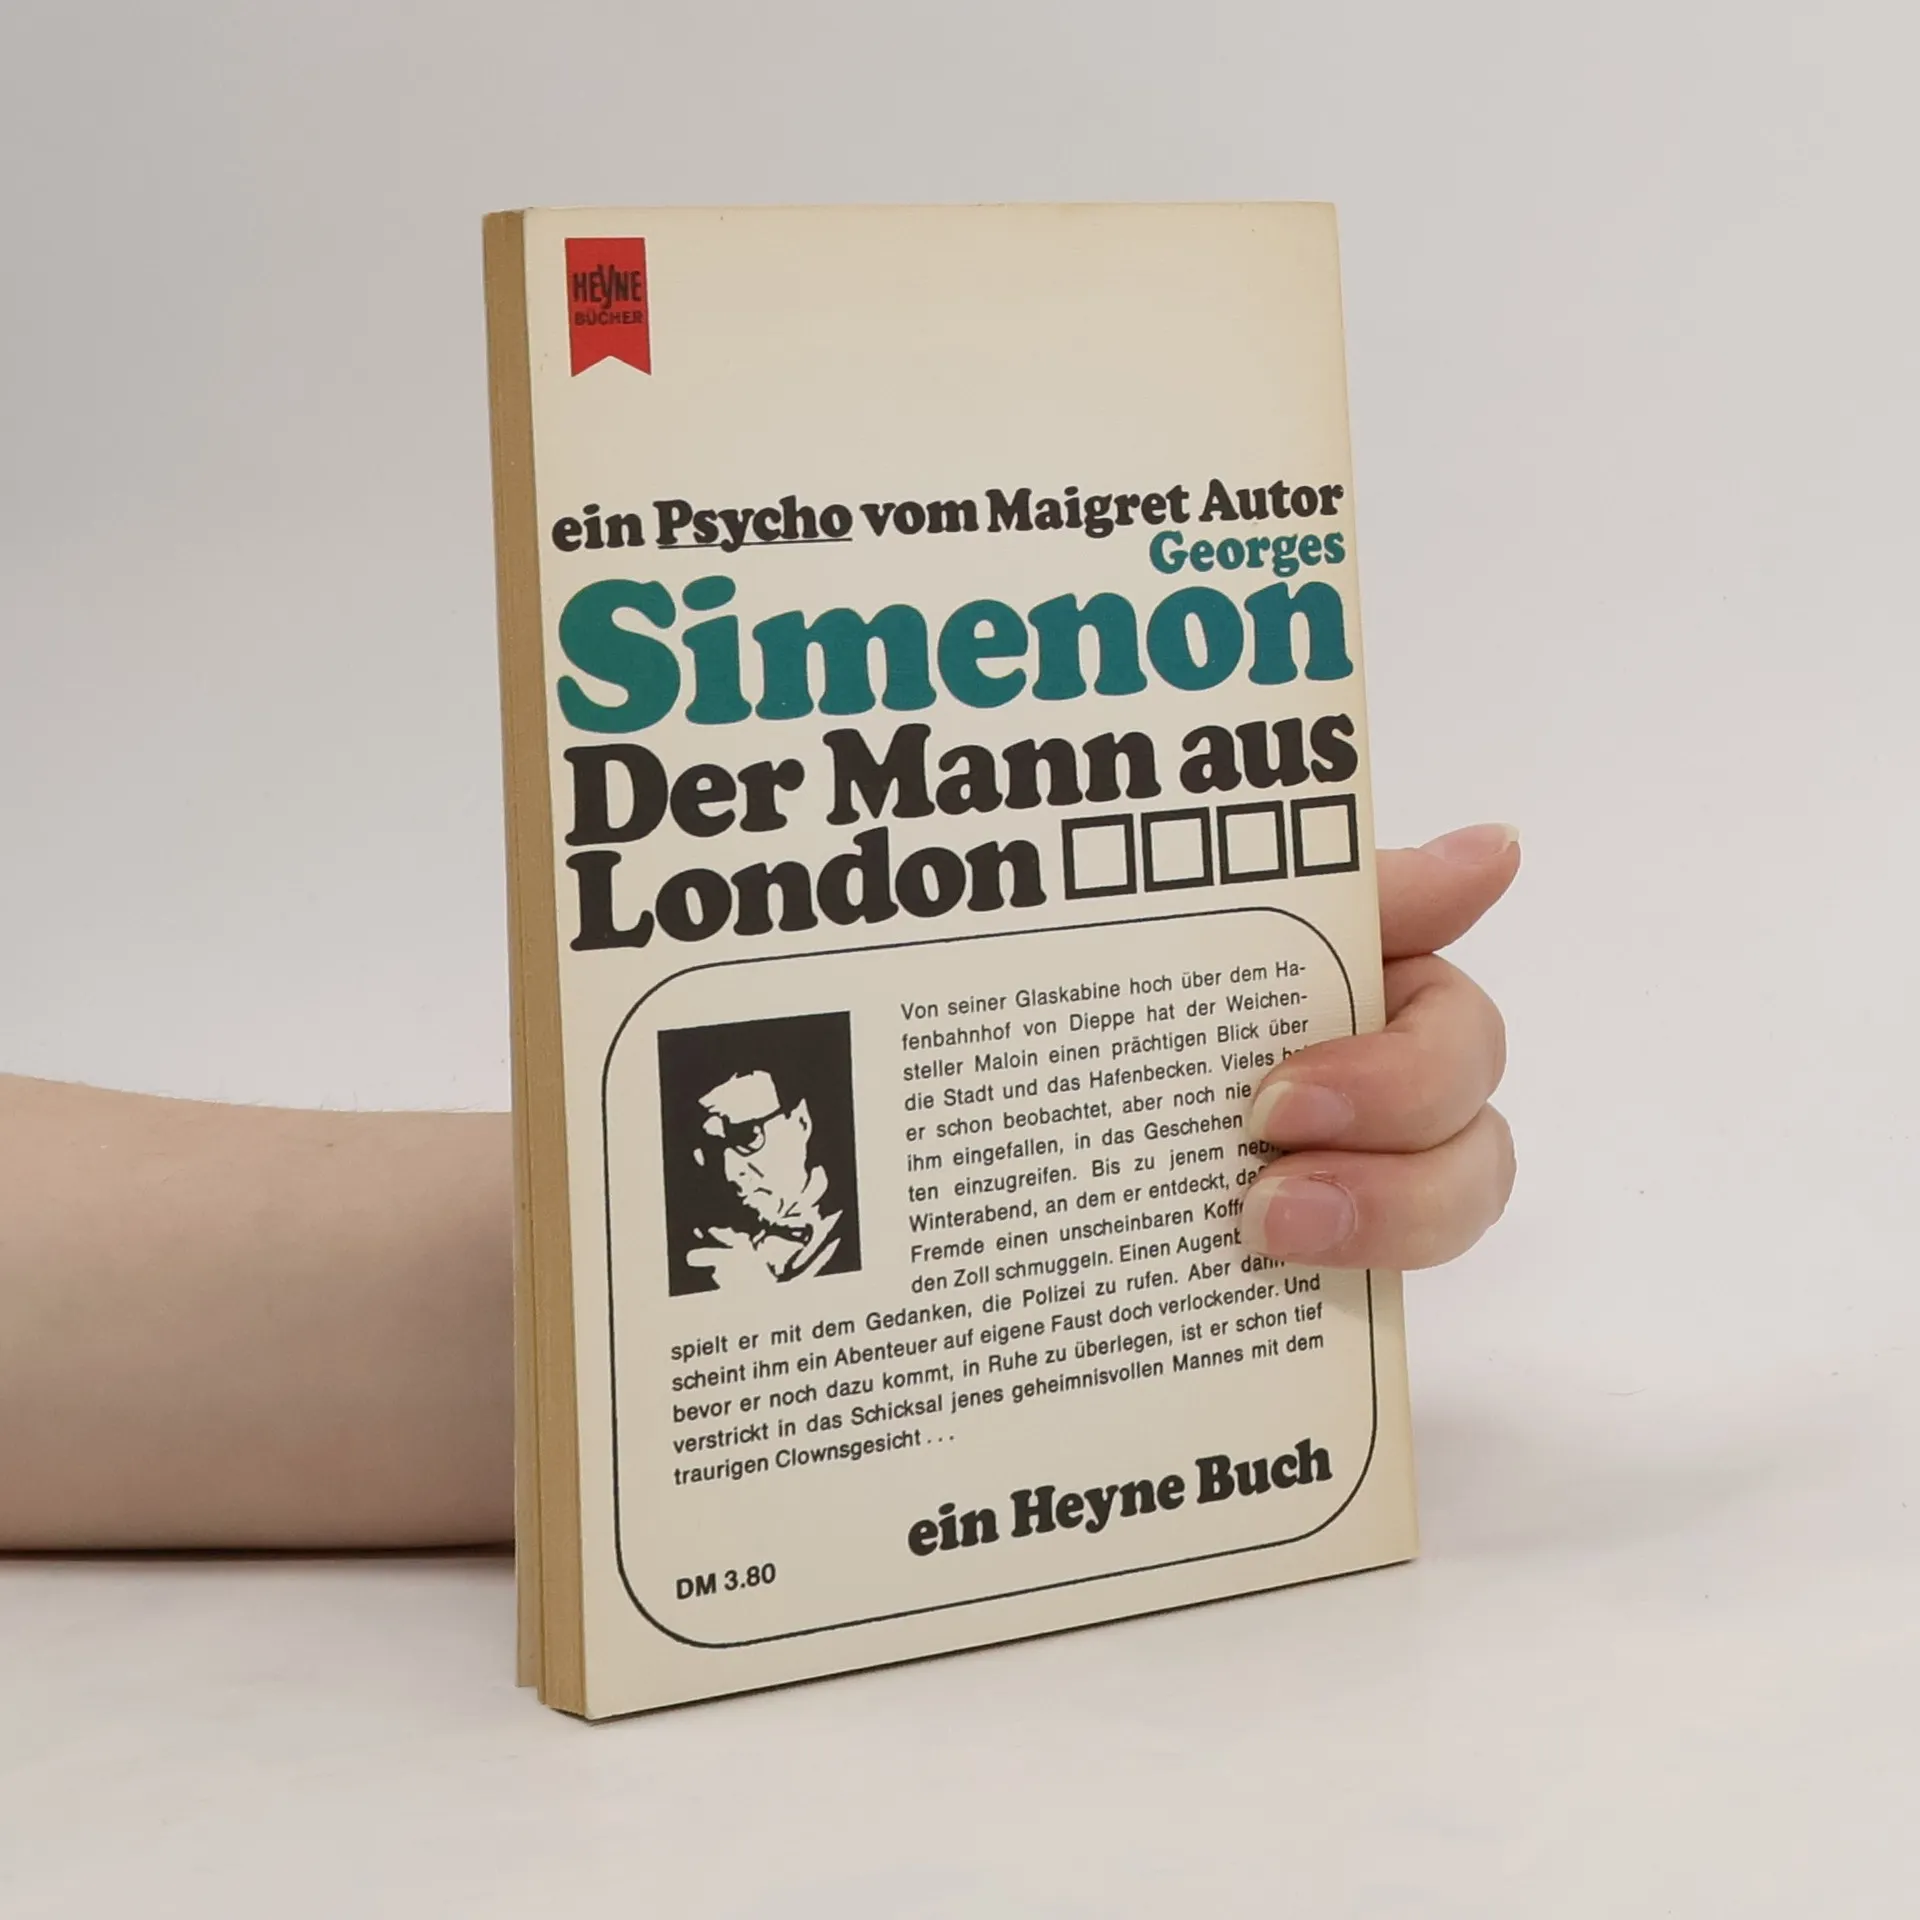 HEYNE
BÜCHER
ein Psycho vom Maigret Autor
Georges
Simenon
Der Mann aus
London
Von seiner Glaskabine hoch über dem Ha-
fenbahnhof von Dieppe hat der Weichen-
steller Maloin einen prächtigen Blick über
die Stadt und das Hafenbecken. Vieles
er schon beobachtet, aber noch nie
ihm eingefallen, in das Geschehen
ten einzugreifen. Bis zu jenem
Winterabend, an dem er entdeckt,
Fremde einen unscheinbaren
den Zoll schmuggeln. Einen
spielt er mit dem Gedanken, die Polizei zu rufen. Aber dann
scheint ihm ein Abenteuer auf eigene Faust doch verlockender. Und
bevor er noch dazu kommt, in Ruhe zu überlegen, ist er schon tief
verstrickt in das Schicksal jenes geheimnisvollen Mannes mit dem
traurigen Clownsgesicht . . .
ein Heyne Buch
DM 3.80